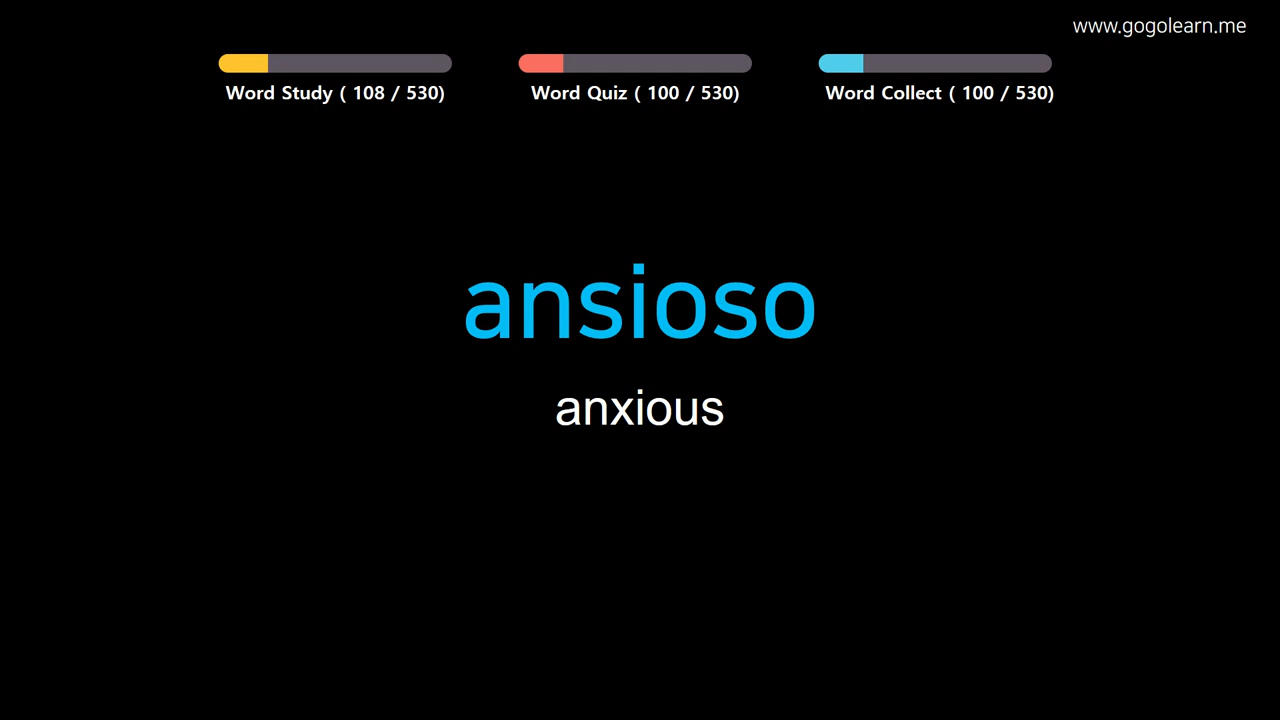 www.gogolearn.me
Word Study ( 108 / 530)
Word Quiz ( 100 / 530)
Word Collect ( 100 / 530)
ansioso
anxious